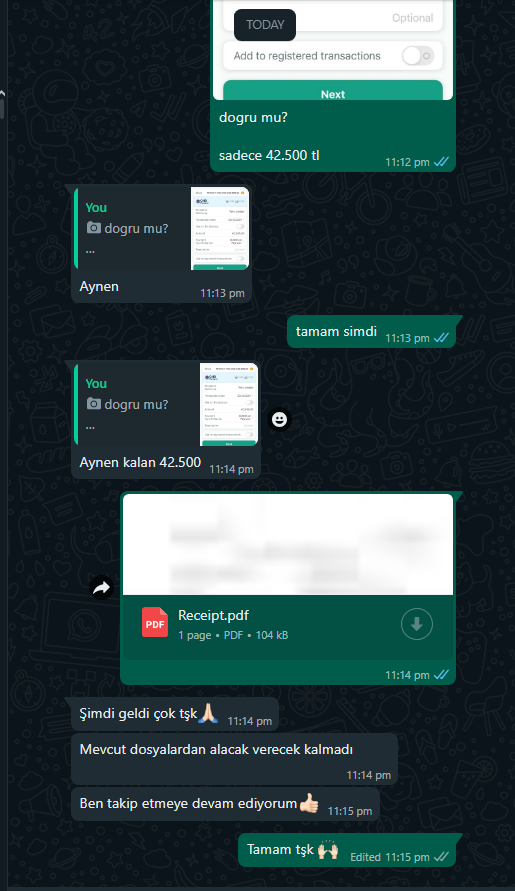 Optional
TODAY
Add to registered transactions
Next
dogru mu?
sadece 42.500 tl
11:12 pm
You
dogru mu?
...
Aynen
11:13 pm
tamam simdi
11:13 pm
You
dogru mu?
...
Aynen kalan 42.500
11:14 pm
PDF
Receipt.pdf
1 page • PDF • 104 kB
11:14 pm
Şimdi geldi çok tşk🙏🏻
11:14 pm
Mevcut dosyalardan alacak verecek kalmadı
11:14 pm
Ben takip etmeye devam ediyorum👍🏻
11:15 pm
Tamam tşk 🙌🏻
Edited 11:15 pm